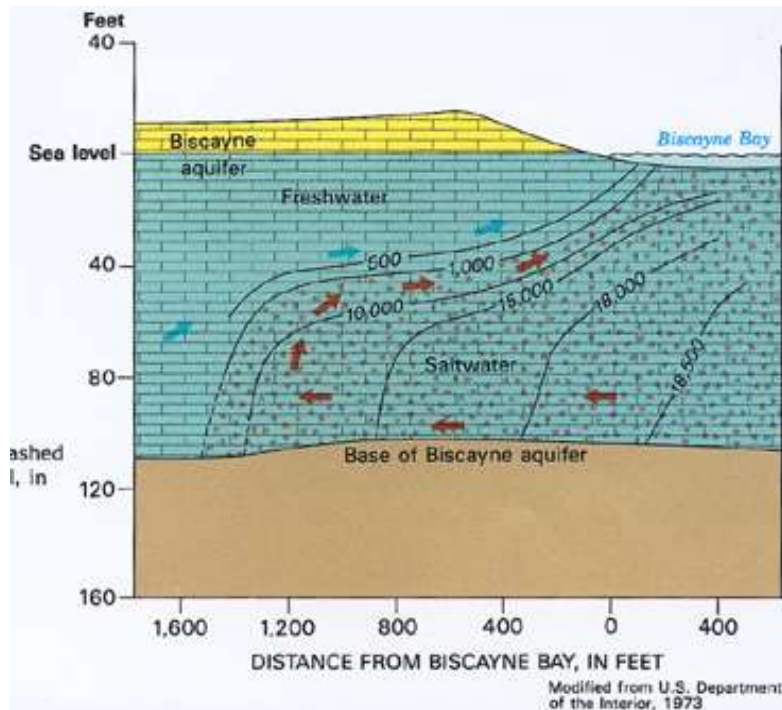 Feet
40
Biscayne
aquifer
Biscayne Bay
Sea level
Freshwater
500
1,000
40
10,000
15,000
18,000
18,500
80
Saltwater
ashed
l, in
Base of Biscayne aquifer
120
160
1,600 1,200 800 400 0 400
DISTANCE FROM BISCAYNE BAY, IN FEET
Modified from U.S. Department
of the Interior, 1973